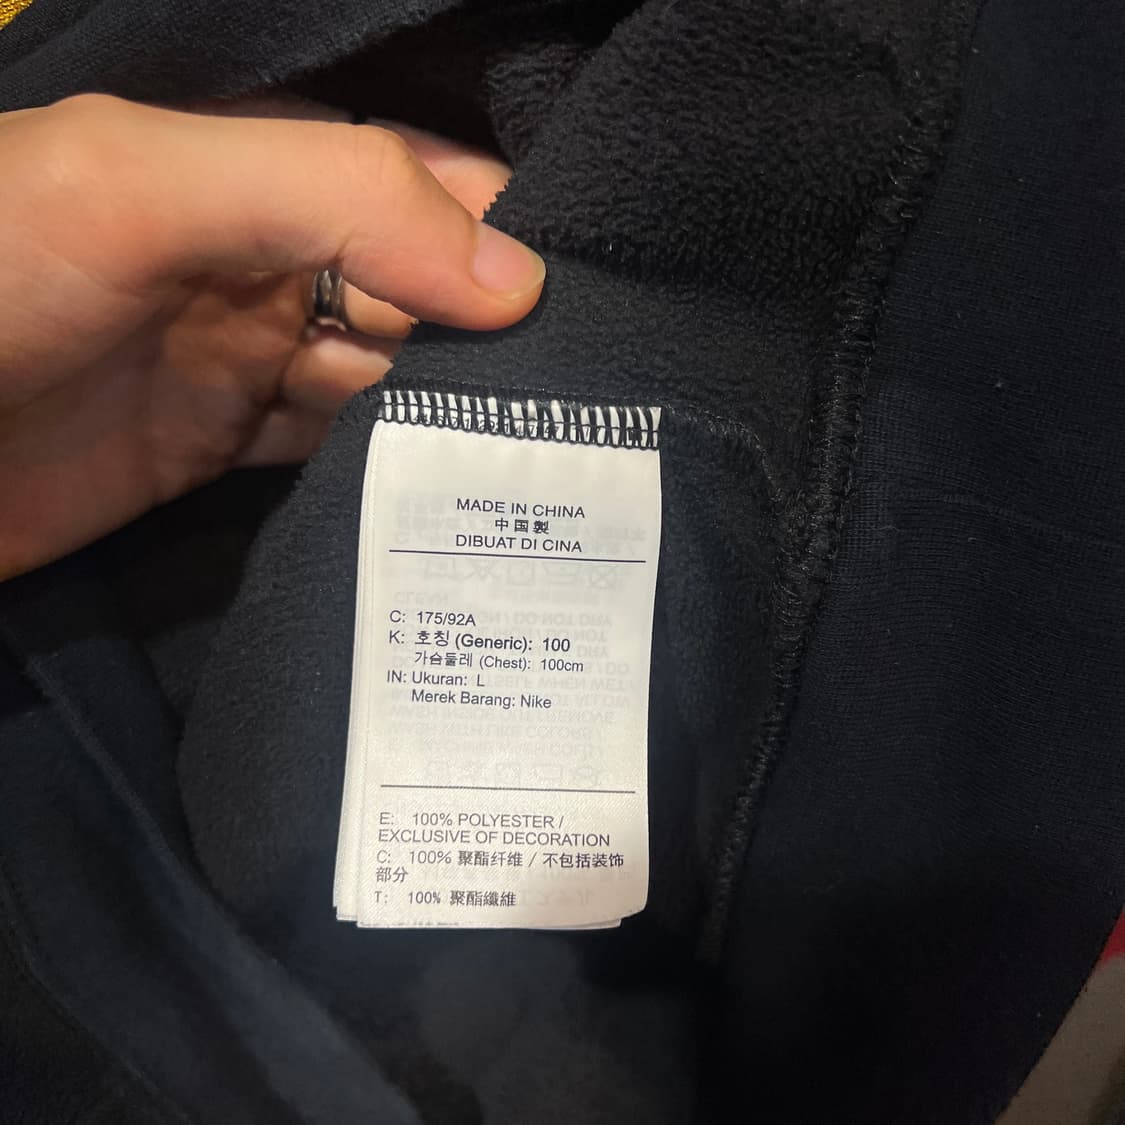 MADE IN CHINA
中国製
DIBUAT DI CINA
C: 175/92A
K: 호칭 (Generic): 100
가슴둘레 (Chest): 100cm
IN: Ukuran: L
Merek Barang: Nike
E: 100% POLYESTER /
EXCLUSIVE OF DECORATION
C: 100% 聚酯纤维 / 不包括装饰
部分
T: 100% 聚酯纖維